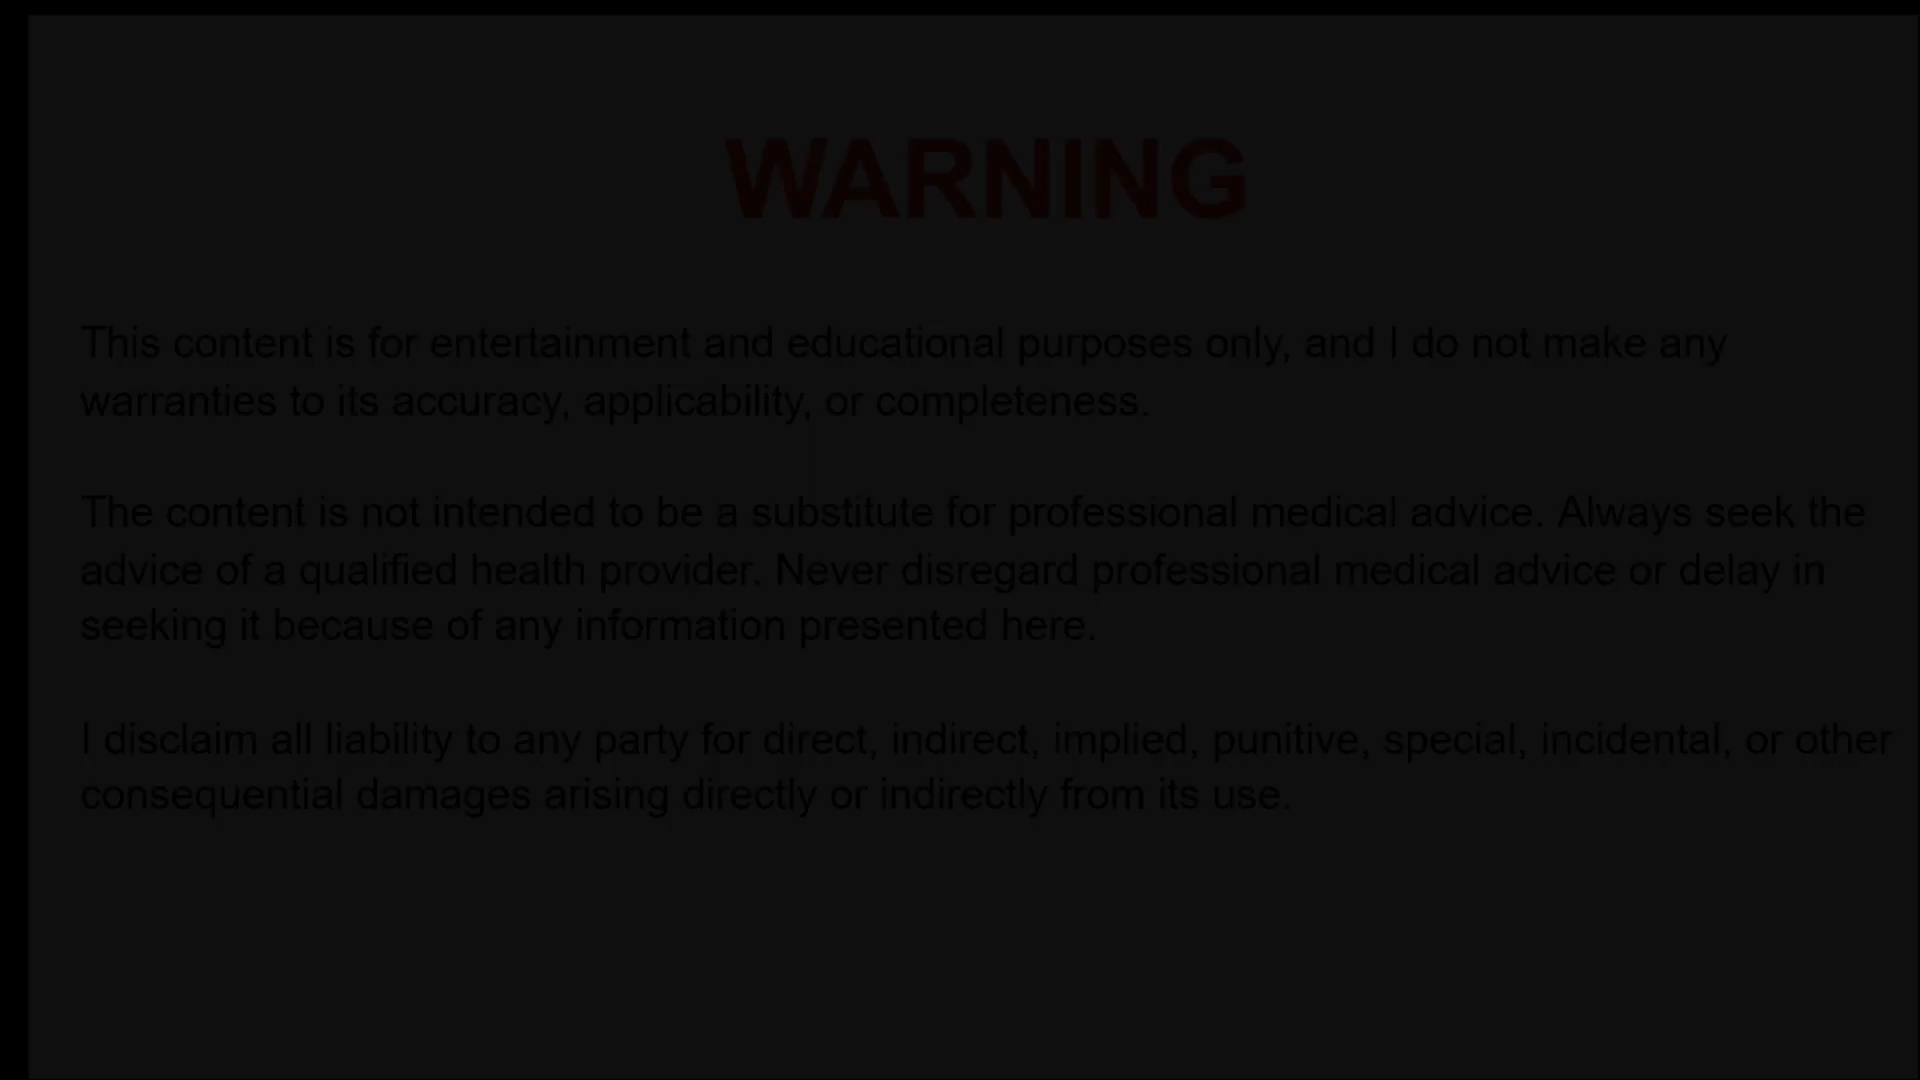 WARNING
This content is for entertainment and educational purposes only, and I do not make any
warranties to its accuracy, applicability, or completeness.
The content is not intended to be a substitute for professional medical advice. Always seek the
advice of a qualified health provider. Never disregard professional medical advice or delay in
seeking it because of any information presented here.
I disclaim all liability to any party for direct, indirect, implied, punitive, special, incidental, or other
consequential damages arising directly or indirectly from its use.